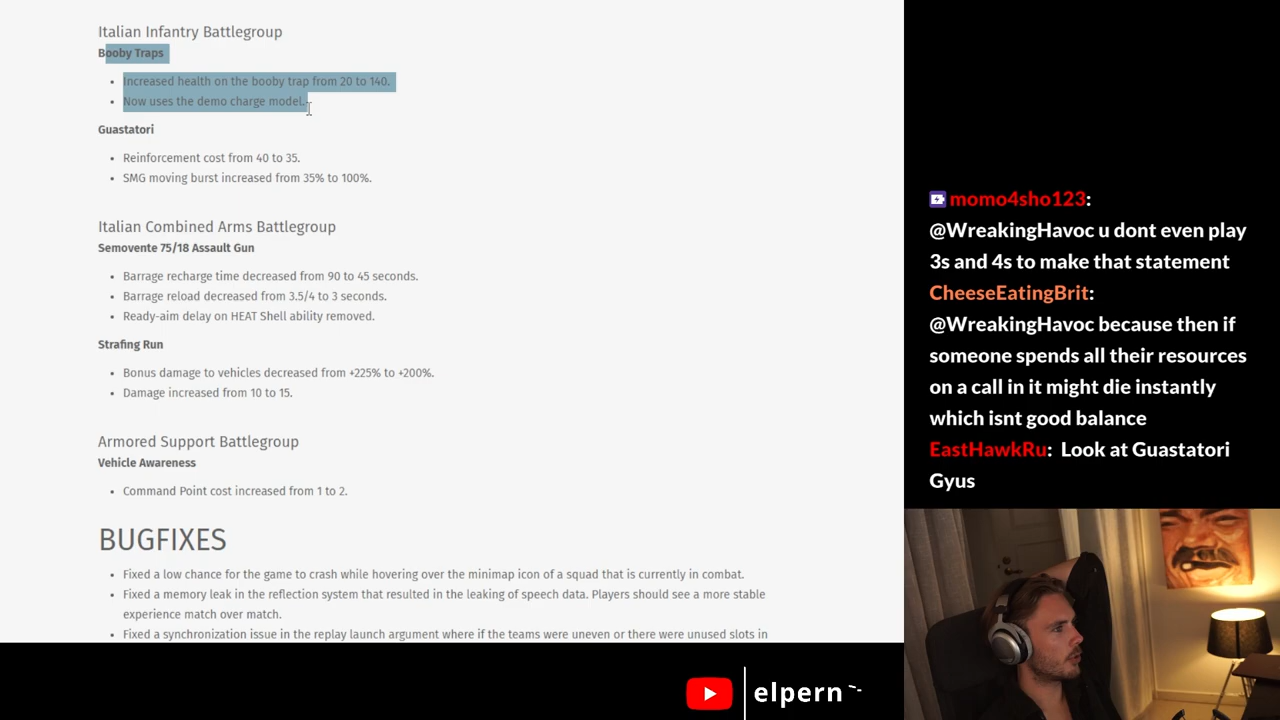 Italian Infantry Battlegroup
Booby Traps
• Increased health on the booby trap from 20 to 140.
• Now uses the demo charge model.
Guastatori
• Reinforcement cost from 40 to 35.
• SMG moving burst increased from 35% to 100%.
Italian Combined Arms Battlegroup
Semovente 75/18 Assault Gun
• Barrage recharge time decreased from 90 to 45 seconds.
• Barrage reload decreased from 3.5/4 to 3 seconds.
• Ready-aim delay on HEAT Shell ability removed.
Strafing Run
• Bonus damage to vehicles decreased from +225% to +200%.
• Damage increased from 10 to 15.
Armored Support Battlegroup
Vehicle Awareness
• Command Point cost increased from 1 to 2.
BUGFIXES
• Fixed a low chance for the game to crash while hovering over the minimap icon of a squad that is currently in combat.
• Fixed a memory leak in the reflection system that resulted in the leaking of speech data. Players should see a more stable
experience match over match.
• Fixed a synchronization issue in the replay launch argument where if the teams were uneven or there were unused slots in
momo4sho123:
@WreakingHavoc u dont even play
3s and 4s to make that statement
CheeseEatingBrit:
@WreakingHavoc because then if
someone spends all their resources
on a call in it might die instantly
which isnt good balance
EastHawkRu: Look at Guastatori
Gyus
elpern